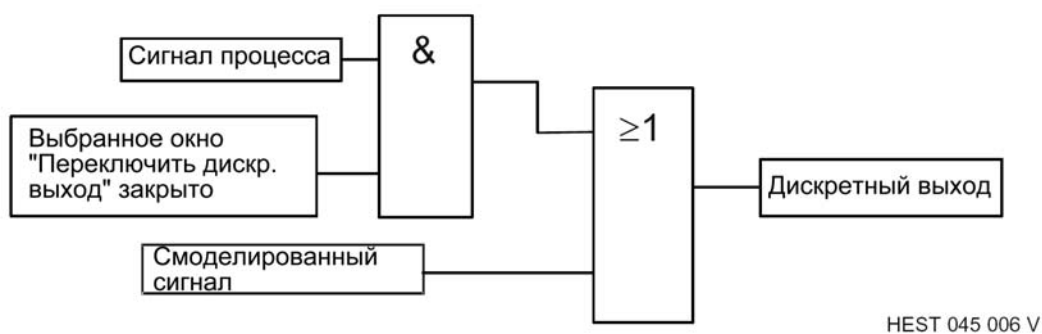 Сигнал процесса
&
Выбранное окно
"Переключить дискр.
выход" закрыто
≥1
Дискретный выход
Смоделированный
сигнал
HEST 045 006 V